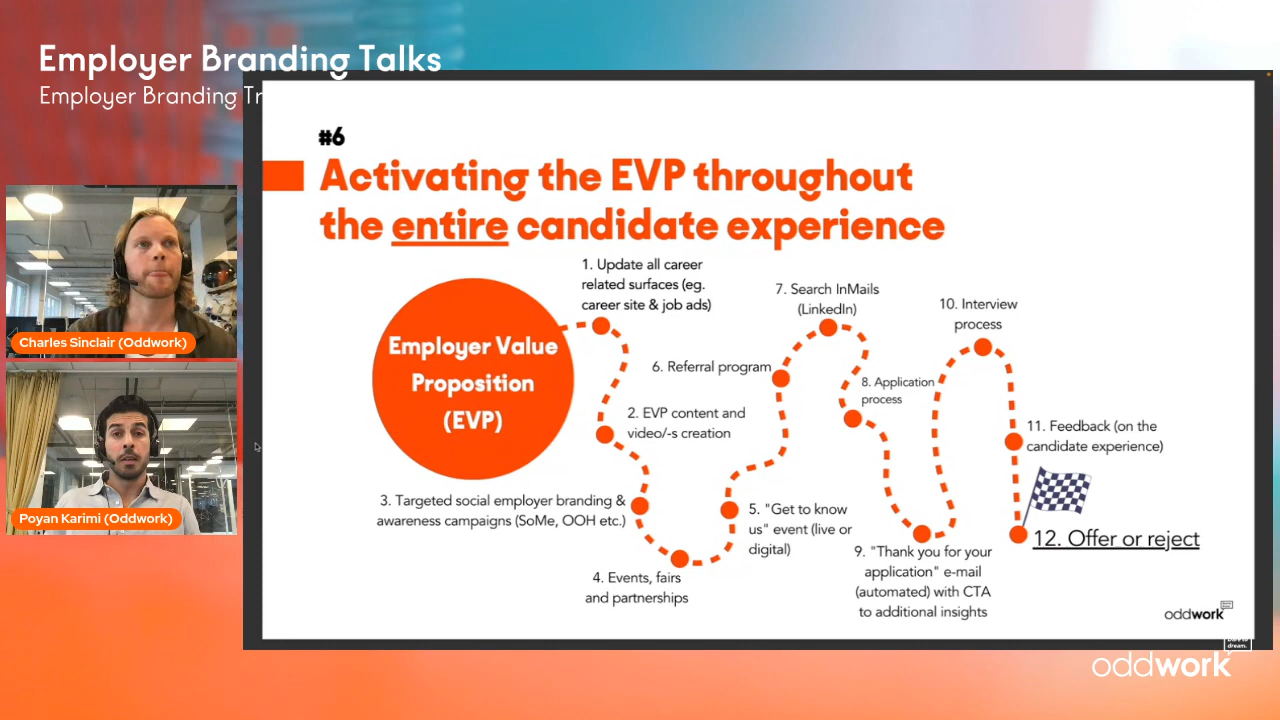 Employer Branding Talks
Employer Branding Tr
#6
Activating the EVP throughout
the entire candidate experience
Employer Value
Proposition
(EVP)
1. Update all career
related surfaces (eg.
career site & job ads)
2. EVP content and
video/-s creation
3. Targeted social employer branding &
awareness campaigns (SoMe, OOH etc.)
4. Events, fairs
and partnerships
5. "Get to know
us" event (live or
digital)
6. Referral program
7. Search InMails
(LinkedIn)
8. Application
process
9. "Thank you for your
application" e-mail
(automated) with CTA
to additional insights
10. Interview
process
11. Feedback (on the
candidate experience)
12. Offer or reject
oddwork
Charles Sinclair (Oddwork)
Poyan Karimi (Oddwork)
dream.
oddwork